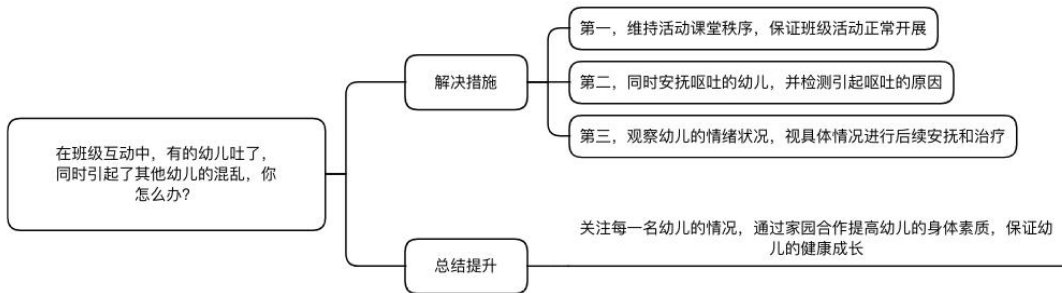 在班级互动中，有的幼儿吐了，
同时引起了其他幼儿的混乱，你
怎么办？
解决措施
第一，维持活动课堂秩序，保证班级活动正常开展
第二，同时安抚呕吐的幼儿，并检测引起呕吐的原因
第三，观察幼儿的情绪状况，视具体情况进行后续安抚和治疗
总结提升
关注每一名幼儿的情况，通过家园合作提高幼儿的身体素质，保证幼
儿的健康成长